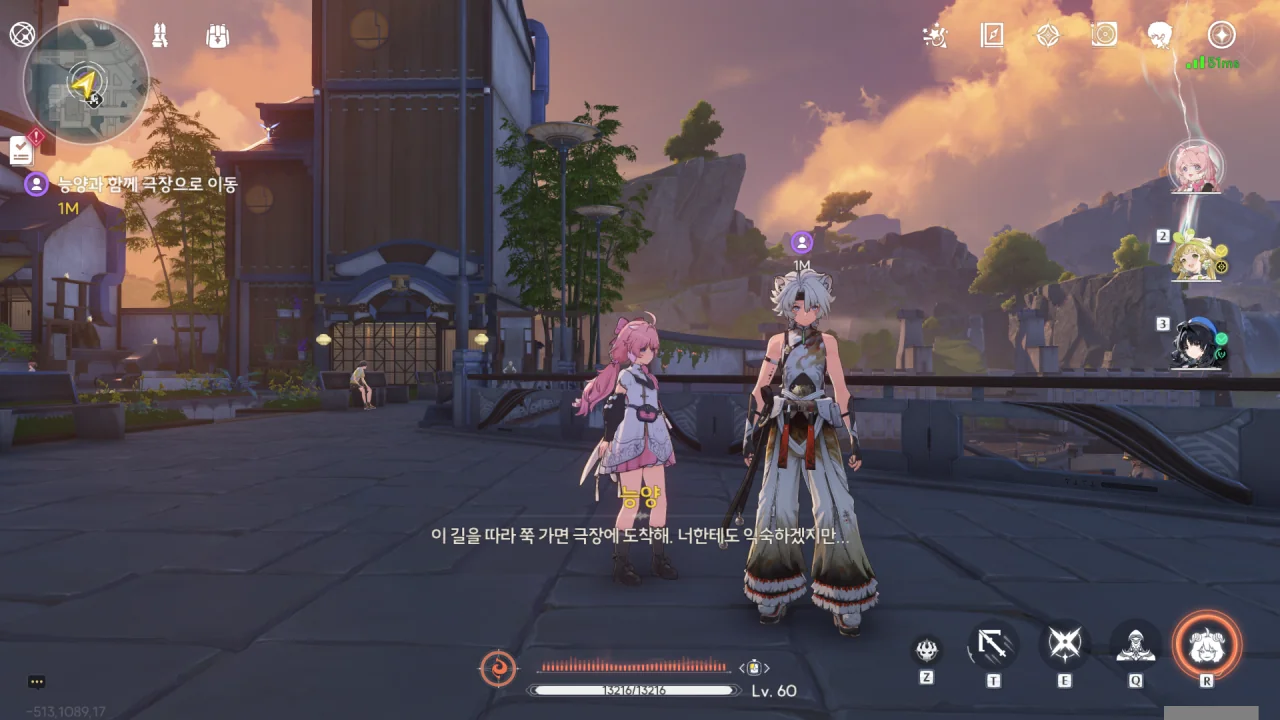 51ms
능양과 함께 극장으로 이동
1M
1M
2
3
능양
이 길을 따라 쭉 가면 극장에 도착해. 너한테도 익숙하겠지만...
13216/13216
Lv. 60
Z
T
E
Q
R
-513,1089,17